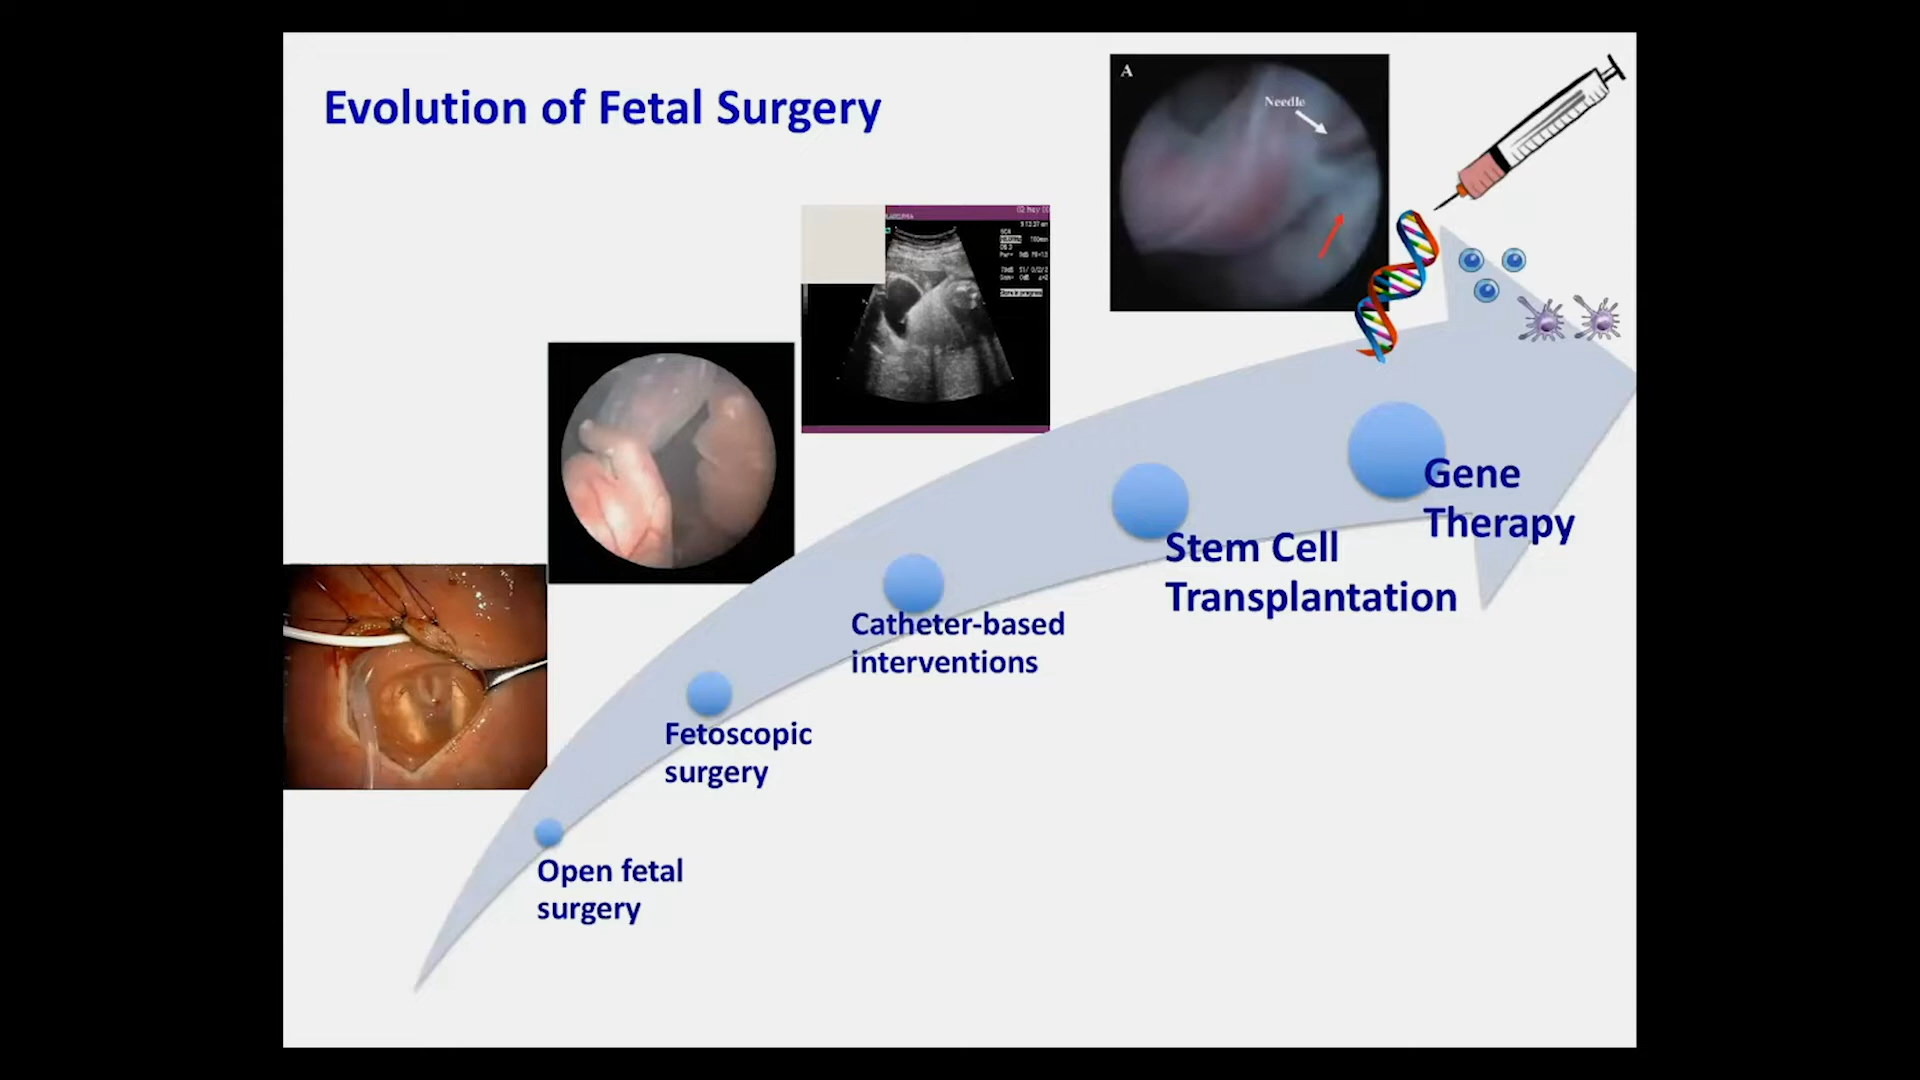 Evolution of Fetal Surgery
A
Needle
Gene
Therapy
Stem Cell
Transplantation
Catheter-based
interventions
Fetoscopic
surgery
Open fetal
surgery